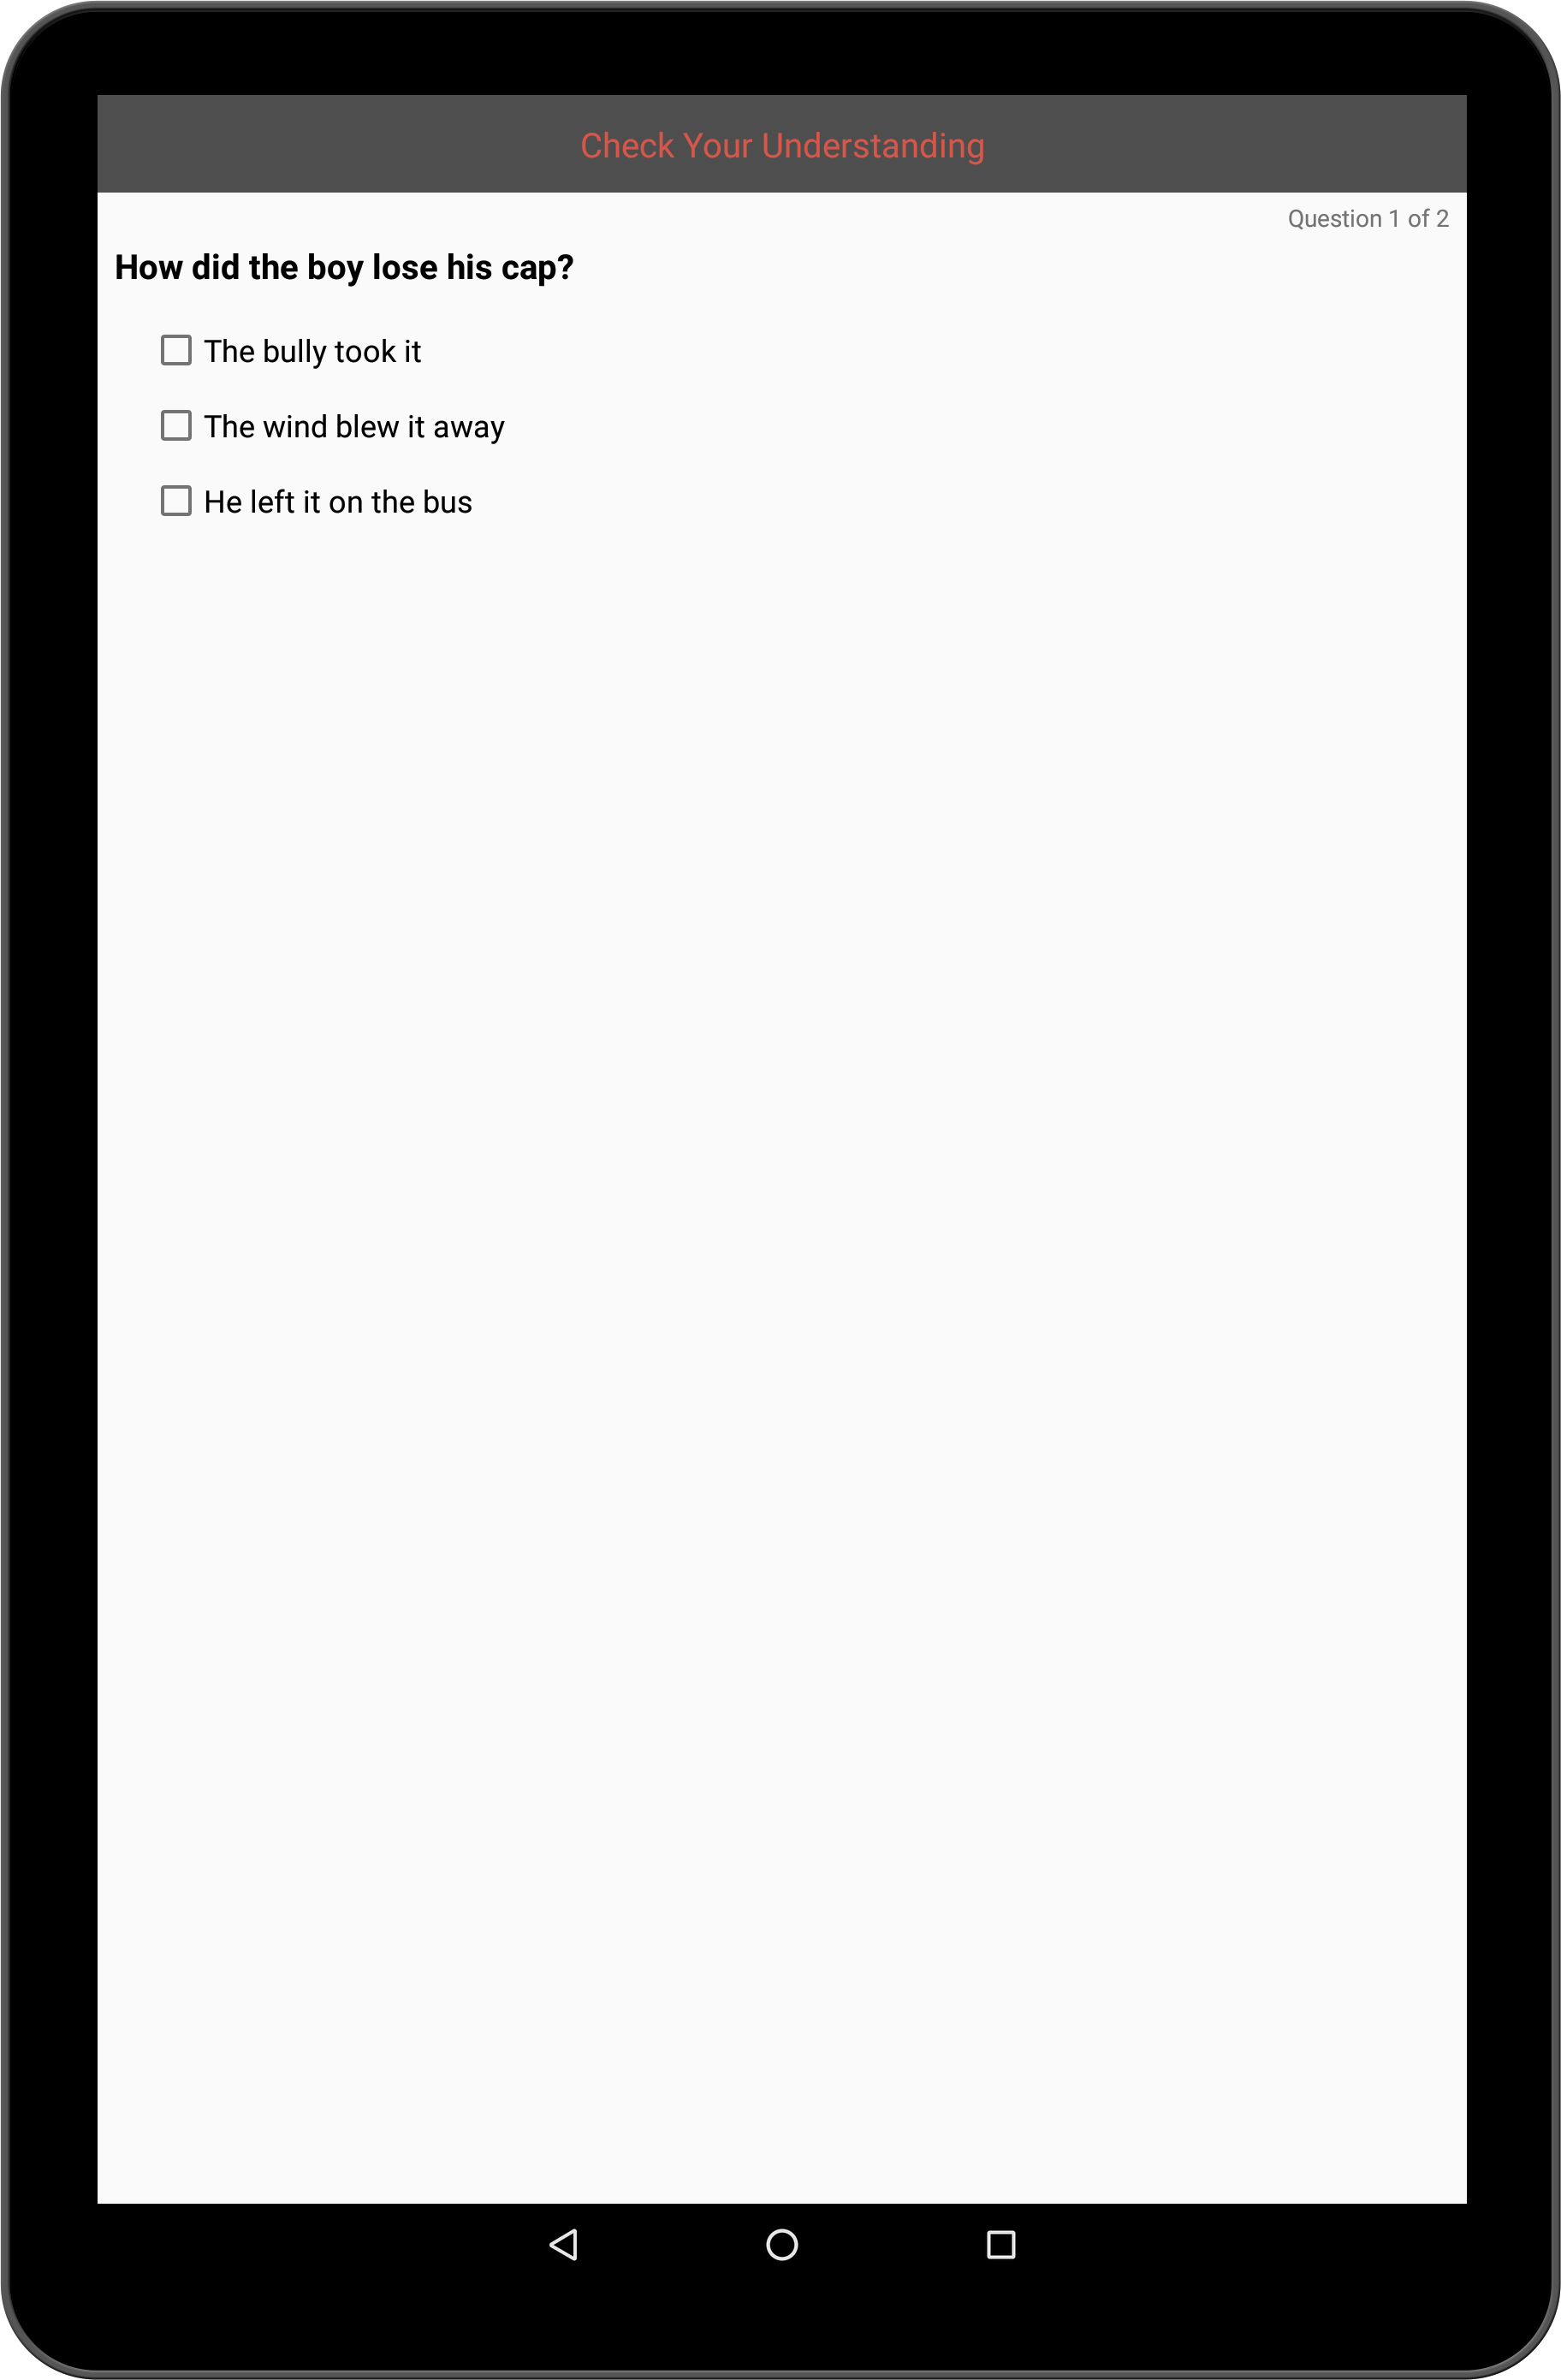 Check Your Understanding
Question 1 of 2
How did the boy lose his cap?
The bully took it
The wind blew it away
He left it on the bus